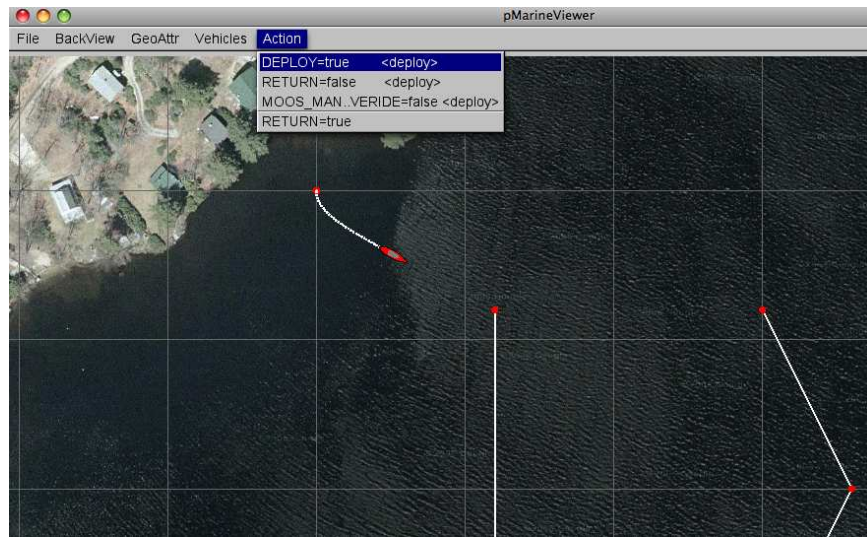 pMarineViewer
File BackView GeoAttr Vehicles Action
DEPLOY=true <deploy>
RETURN=false <deploy>
MOOS_MAN..VERIDE=false <deploy>
RETURN=true